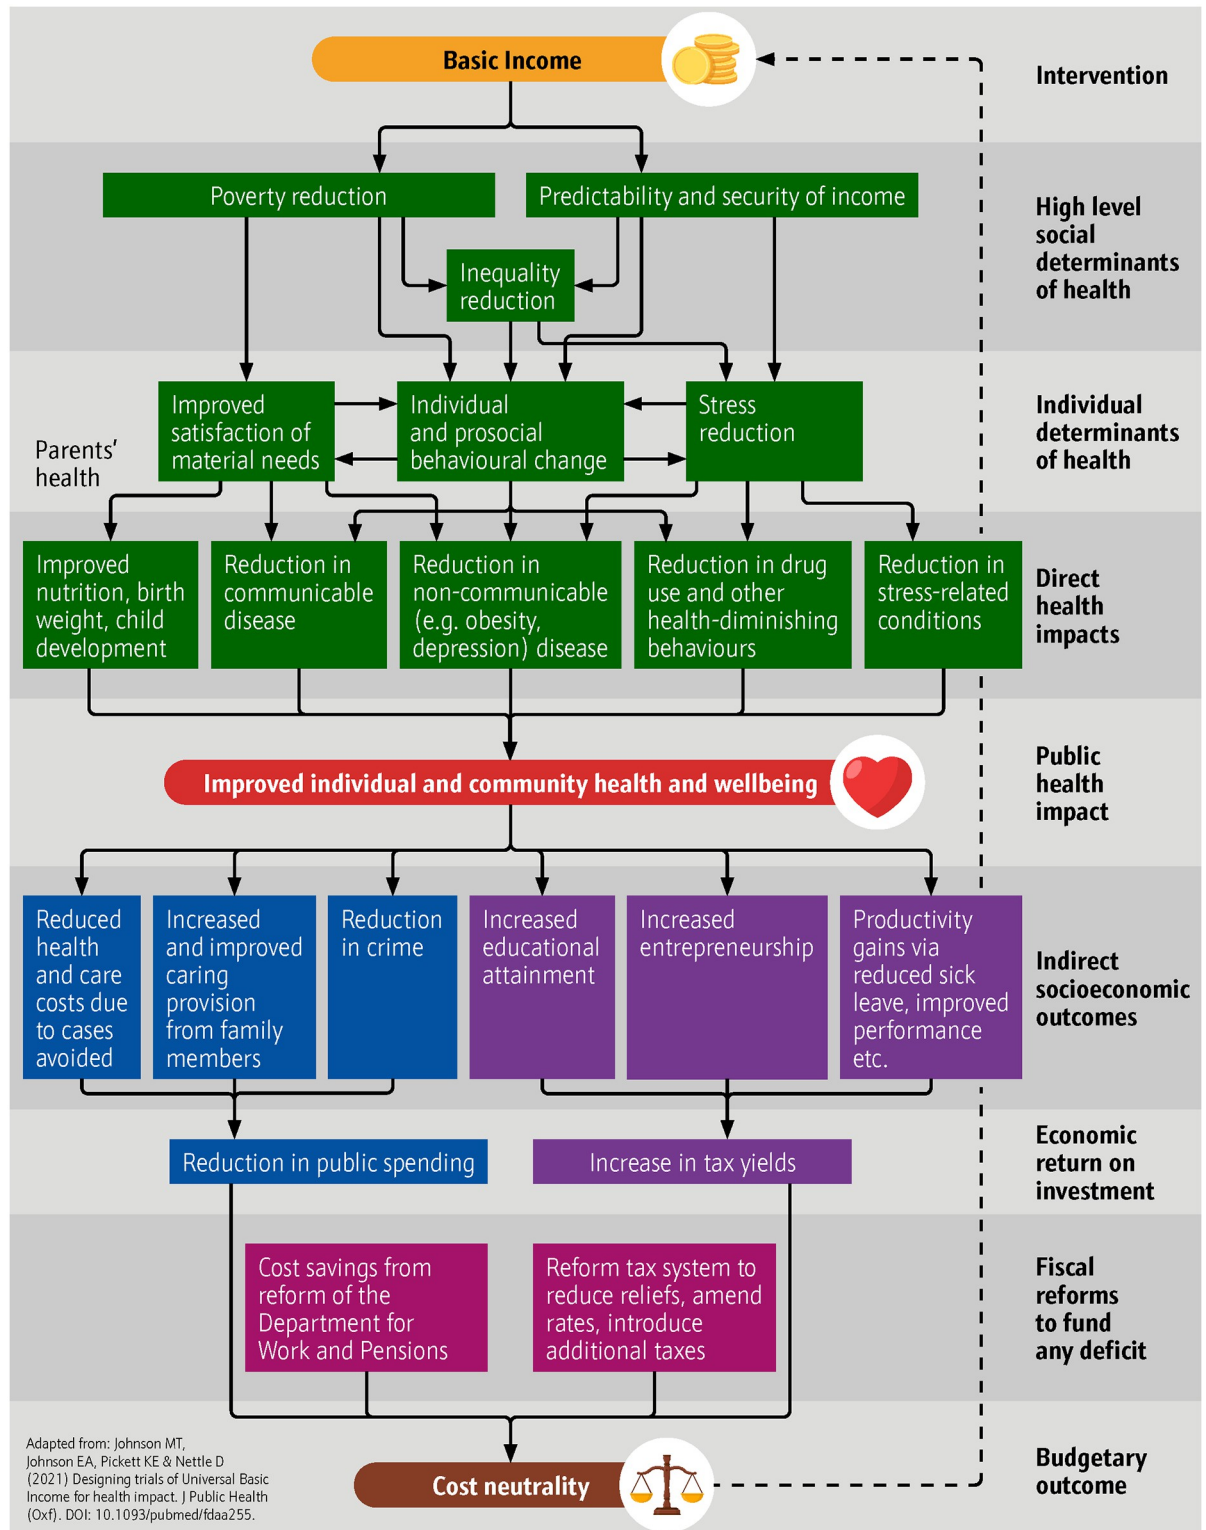 Basic Income
Intervention
Poverty reduction
Predictability and security of income
High level
social
determinants
of health
Inequality
reduction
Improved
satisfaction of
material needs
Individual
and prosocial
behavioural change
Stress
reduction
Individual
determinants
of health
Parents’
health
Improved
nutrition, birth
weight, child
development
Reduction in
communicable
disease
Reduction in
non-communicable
(e.g. obesity,
depression) disease
Reduction in drug
use and other
health-diminishing
behaviours
Reduction in
stress-related
conditions
Direct
health
impacts
Improved individual and community health and wellbeing
Public
health
impact
Reduced
health
and care
costs due
to cases
avoided
Increased
and improved
caring
provision
from family
members
Reduction
in crime
Increased
educational
attainment
Increased
entrepreneurship
Productivity
gains via
reduced sick
leave, improved
performance
etc.
Indirect
socioeconomic
outcomes
Reduction in public spending
Increase in tax yields
Economic
return on
investment
Cost savings from
reform of the
Department for
Work and Pensions
Reform tax system to
reduce reliefs, amend
rates, introduce
additional taxes
Fiscal
reforms
to fund
any deficit
Adapted from: Johnson MT,
Johnson EA, Pickett KE & Nettle D
(2021) Designing trials of Universal Basic
Income for health impact. J Public Health
(Oxf). DOI: 10.1093/pubmed/fdaa255.
Cost neutrality
Budgetary
outcome